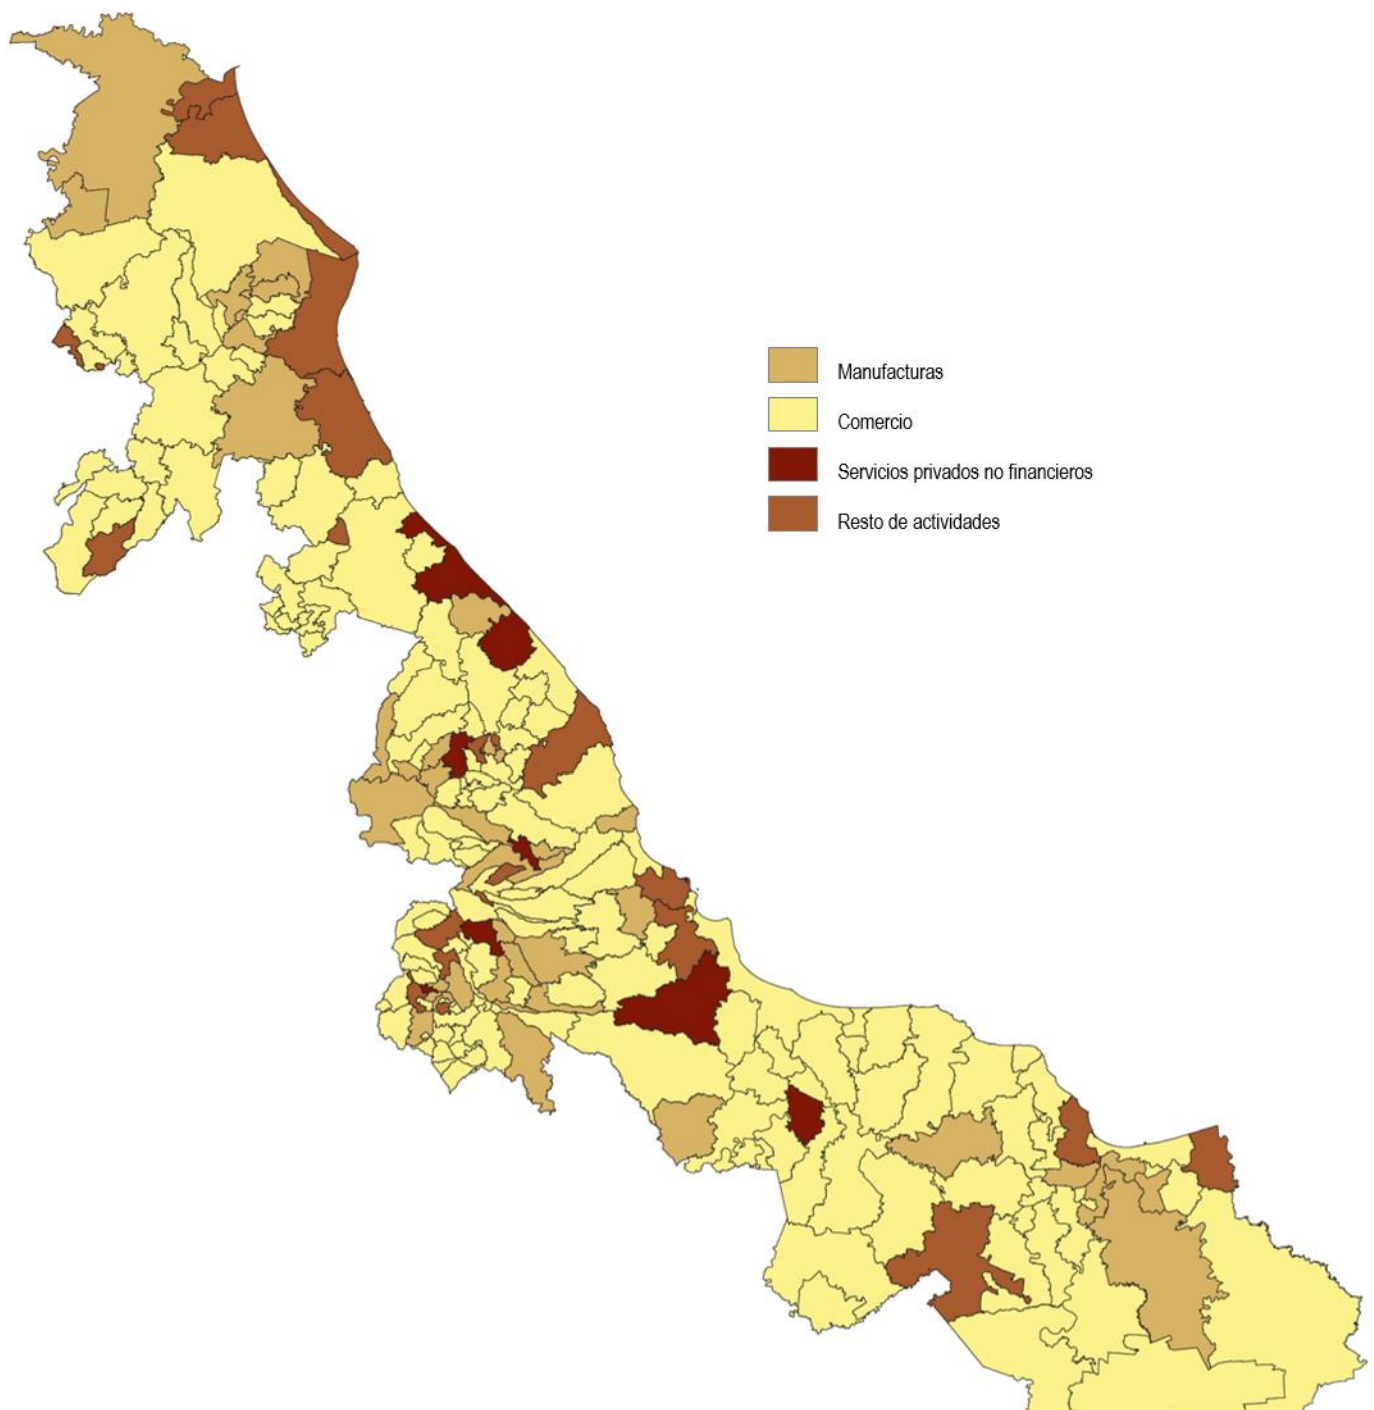 Manufacturas
Comercio
Servicios privados no financieros
Resto de actividades